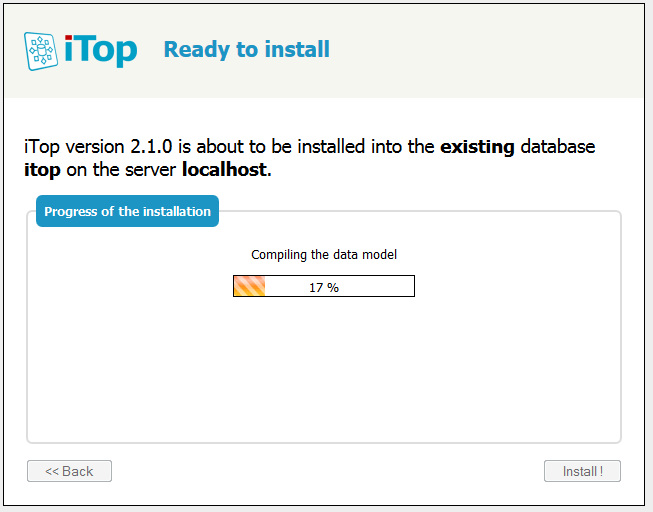 iTop
Ready to install
iTop version 2.1.0 is about to be installed into the existing database
itop on the server localhost.
Progress of the installation
Compiling the data model
17 %
<< Back
Install !